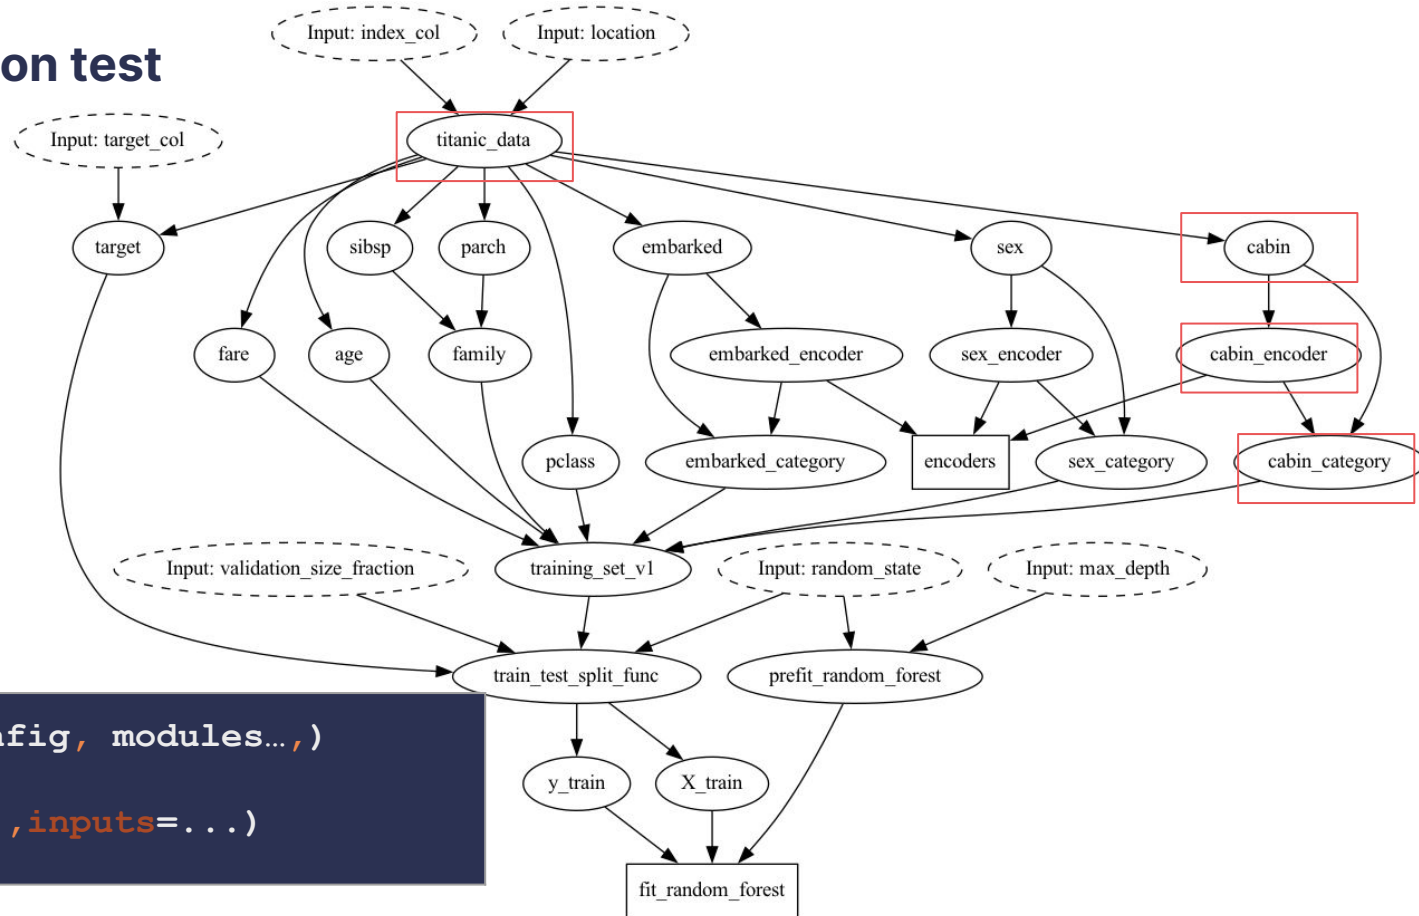 Input: index_col
Input: location
on test
Input: target_col
titanic_data
target
sibsp
parch
embarked
sex
cabin
fare
age
family
embarked_encoder
sex_encoder
cabin_encoder
pclass
embarked_category
encoders
sex_category
cabin_category
Input: validation_size_fraction
training_set_v1
Input: random_state
Input: max_depth
train_test_split_func
prefit_random_forest
nfig, modules…,)
y_train
X_train
,inputs=...)
fit_random_forest